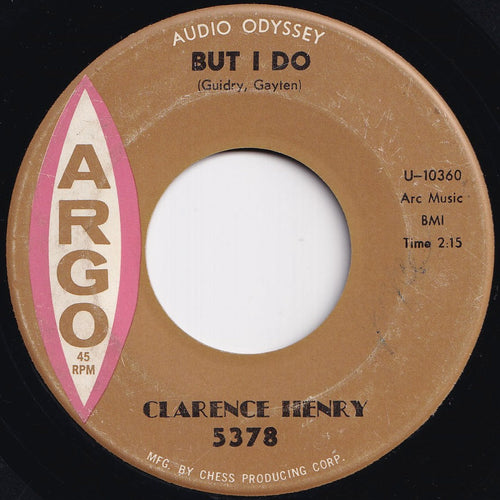 AUDIO ODYSSEY
BUT I DO
(Guidry, Gayten)
ARGO
45
RPM
U-10360
Arc Music
BMI
Time 2:15
CLARENCE HENRY
5378
MFG. BY CHESS PRODUCING CORP.